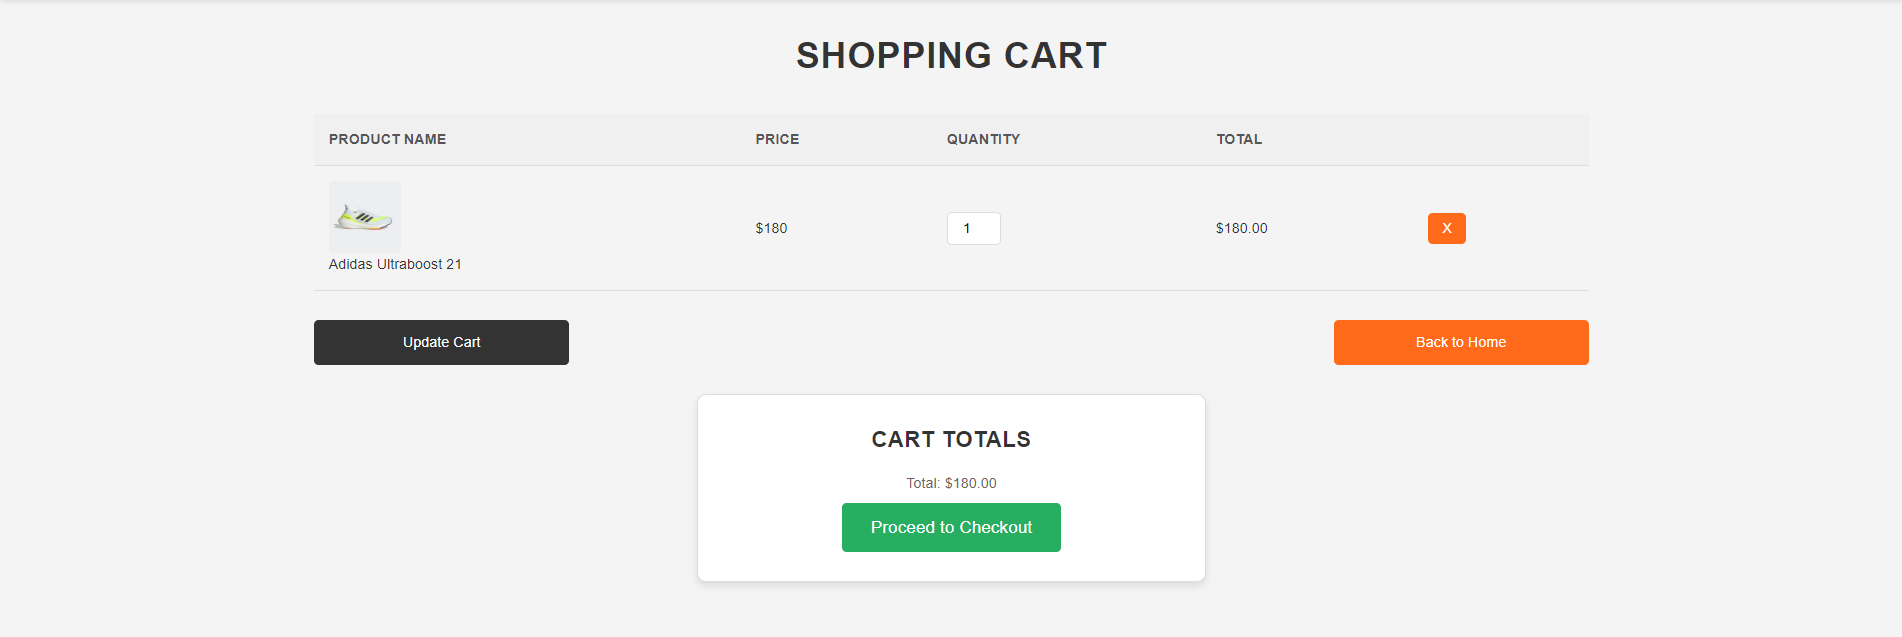 SHOPPING CART
PRODUCT NAME PRICE QUANTITY TOTAL
$180 1 $180.00 X
Adidas Ultraboost 21
Update Cart Back to Home
CART TOTALS
Total: $180.00
Proceed to Checkout